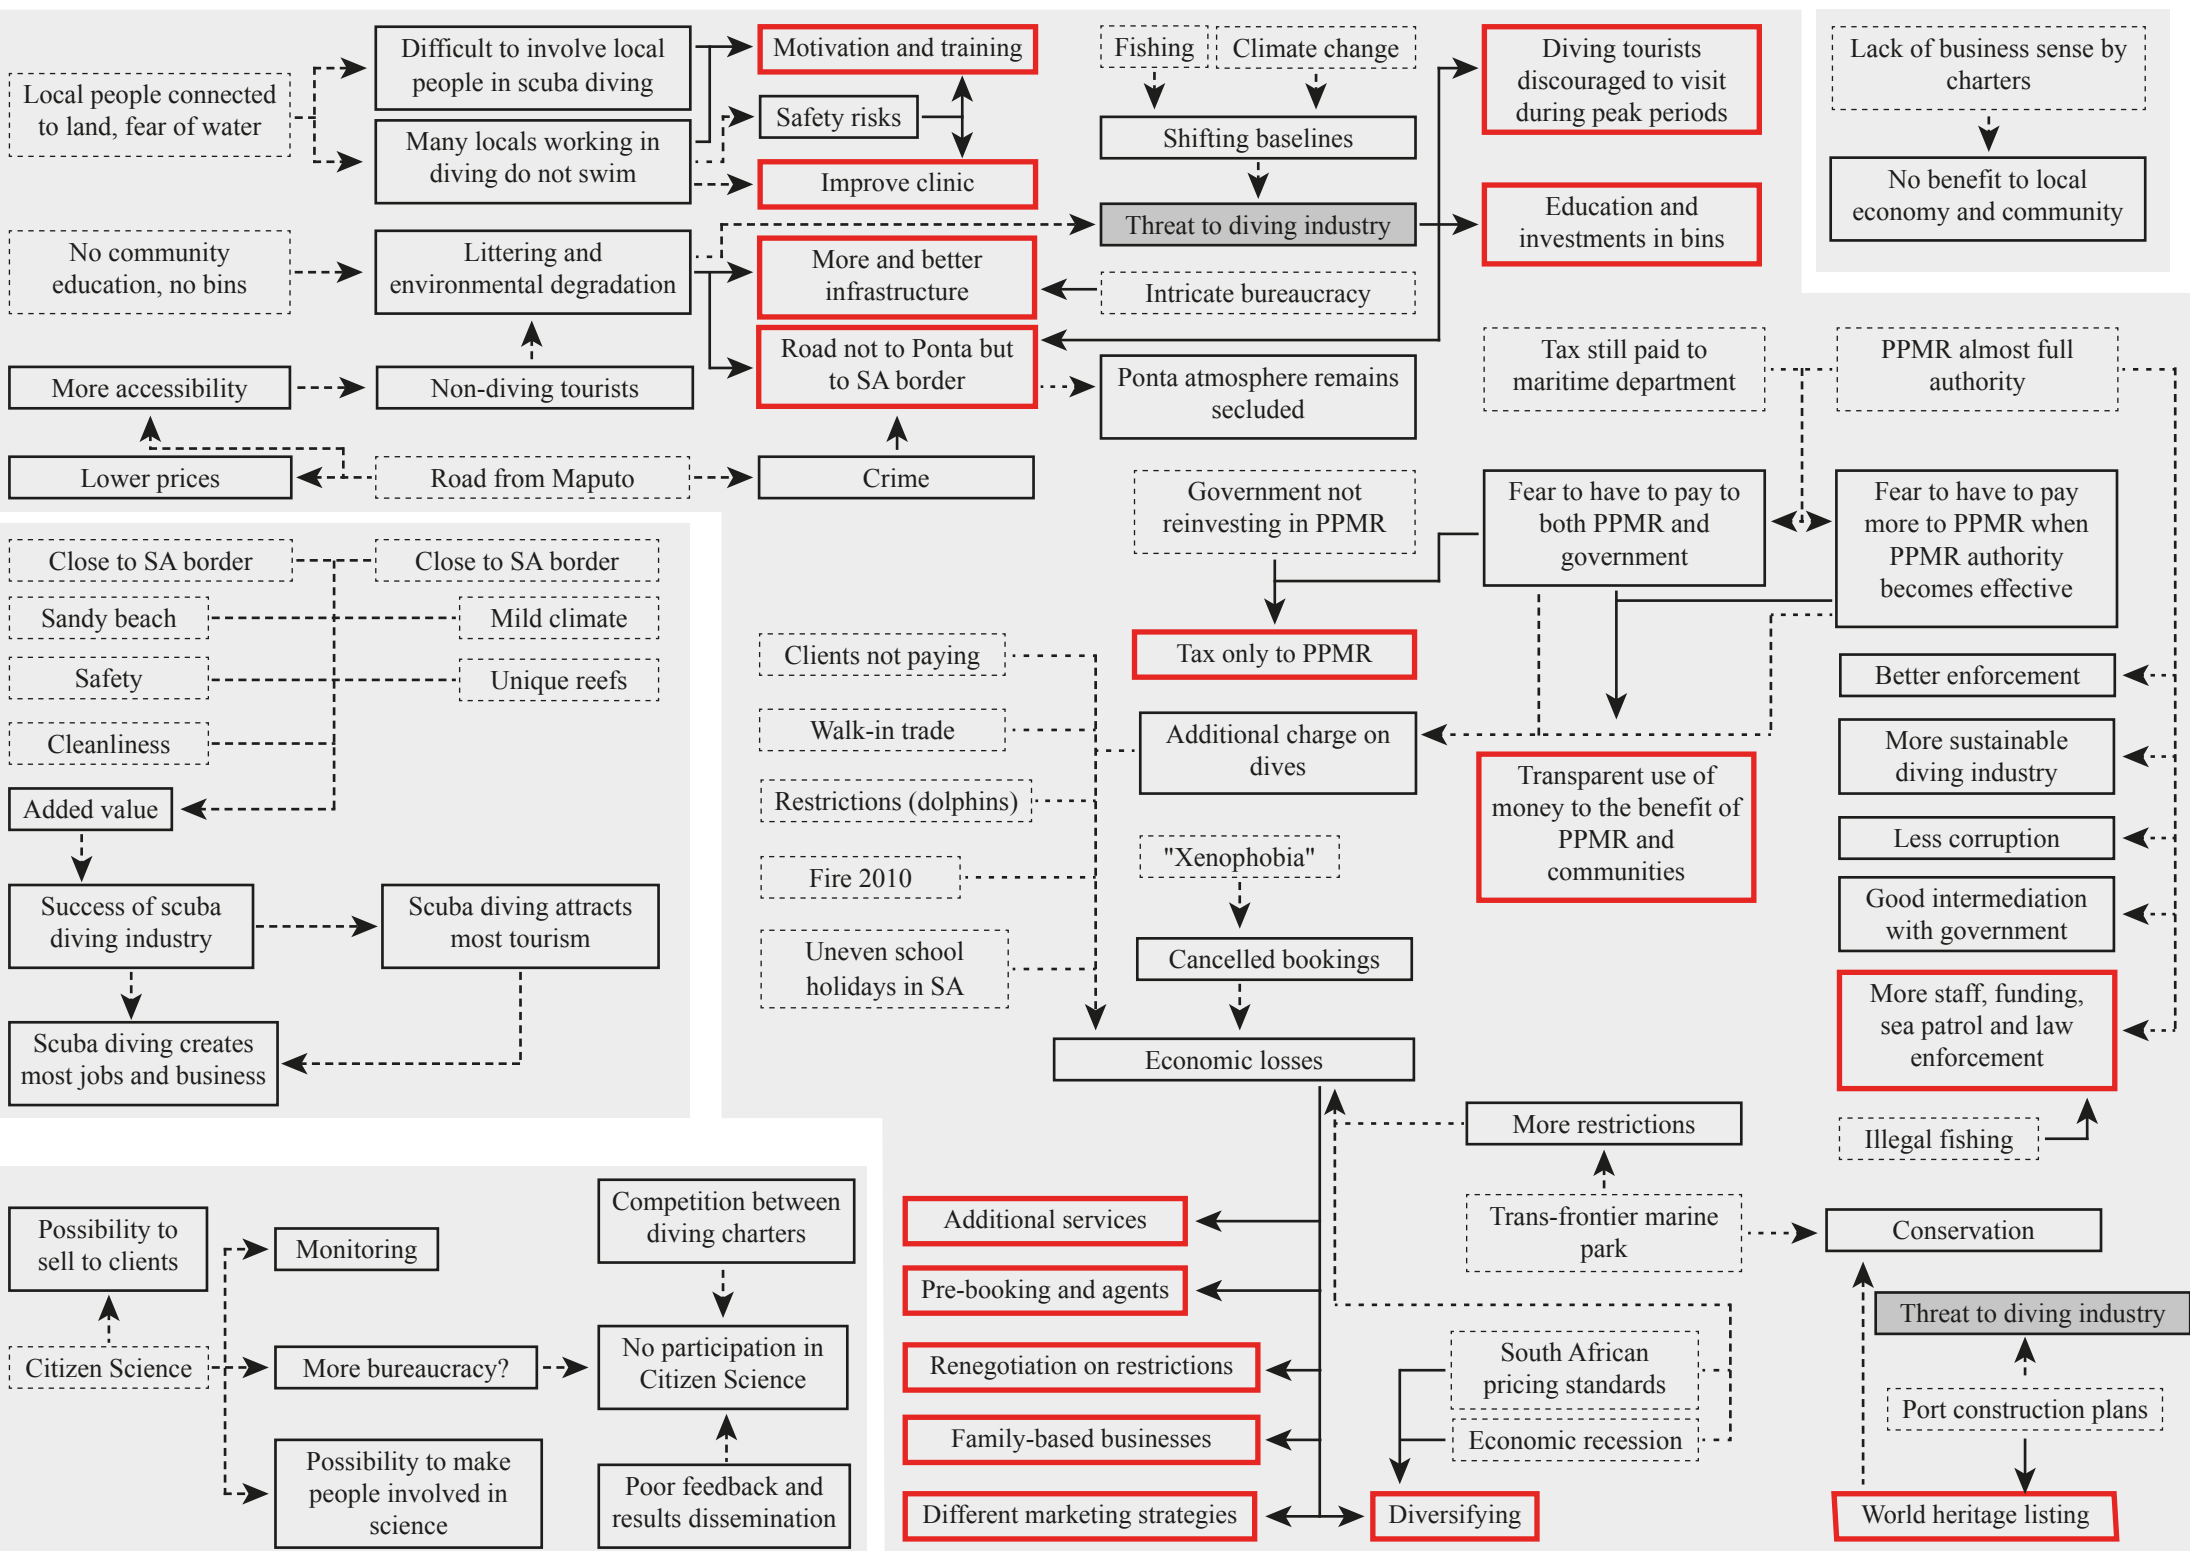 Local people connected
to land, fear of water
Difficult to involve local
people in scuba diving
Many locals working in
diving do not swim
Motivation and training
Safety risks
Improve clinic
Fishing
Climate change
Shifting baselines
Threat to diving industry
Diving tourists
discouraged to visit
during peak periods
Education and
investments in bins
Lack of business sense by
charters
No benefit to local
economy and community
No community
education, no bins
Littering and
environmental degradation
More and better
infrastructure
Intricate bureaucracy
Road not to Ponta but
to SA border
Ponta atmosphere remains
secluded
More accessibility
Non-diving tourists
Lower prices
Road from Maputo
Crime
Tax still paid to
maritime department
PPMR almost full
authority
Government not
reinvesting in PPMR
Fear to have to pay to
both PPMR and
government
Fear to have to pay
more to PPMR when
PPMR authority
becomes effective
Tax only to PPMR
Close to SA border
Close to SA border
Sandy beach
Mild climate
Safety
Unique reefs
Cleanliness
Added value
Success of scuba
diving industry
Scuba diving attracts
most tourism
Scuba diving creates
most jobs and business
Clients not paying
Walk-in trade
Restrictions (dolphins)
Fire 2010
Uneven school
holidays in SA
Additional charge on
dives
"Xenophobia"
Cancelled bookings
Economic losses
Transparent use of
money to the benefit of
PPMR and
communities
Better enforcement
More sustainable
diving industry
Less corruption
Good intermediation
with government
More staff, funding,
sea patrol and law
enforcement
Illegal fishing
More restrictions
Trans-frontier marine
park
Conservation
Threat to diving industry
Port construction plans
World heritage listing
Additional services
Pre-booking and agents
Renegotiation on restrictions
Family-based businesses
Different marketing strategies
Diversifying
South African
pricing standards
Economic recession
Possibility to
sell to clients
Citizen Science
Monitoring
More bureaucracy?
Possibility to make
people involved in
science
Competition between
diving charters
No participation in
Citizen Science
Poor feedback and
results dissemination